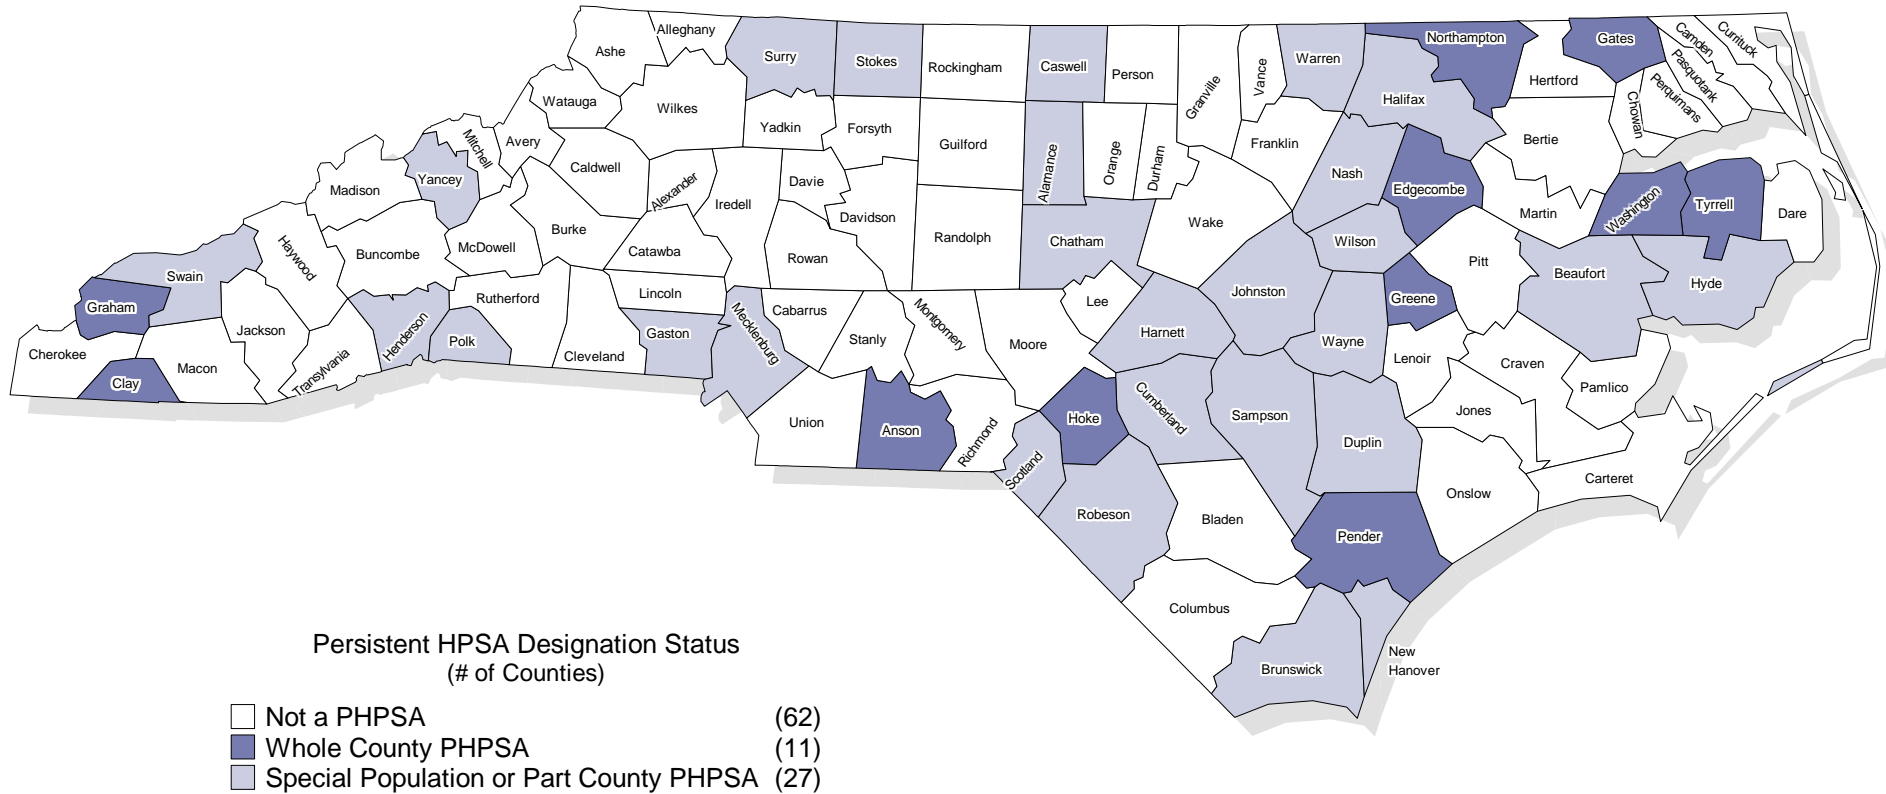 Alleghany
Ashe
Surry
Stokes
Rockingham
Caswell
Person
Granville
Vance
Warren
Northampton
Gates
Camden
Currituck
Pasquotank
Perquimans
Chowan
Hertford
Halifax
Watauga
Wilkes
Yadkin
Forsyth
Guilford
Alamance
Orange
Durham
Franklin
Nash
Edgecombe
Bertie
Mitchell
Avery
Caldwell
Alexander
Iredell
Davie
Davidson
Randolph
Chatham
Wake
Wilson
Martin
Washington
Tyrrell
Dare
Madison
Yancey
McDowell
Burke
Catawba
Rowan
Johnston
Pitt
Beaufort
Hyde
Swain
Haywood
Buncombe
Rutherford
Lincoln
Cabarrus
Montgomery
Lee
Harnett
Wayne
Greene
Graham
Jackson
Henderson
Polk
Cleveland
Gaston
Mecklenburg
Stanly
Moore
Lenoir
Craven
Pamlico
Cherokee
Clay
Macon
Transylvania
Union
Anson
Richmond
Hoke
Cumberland
Sampson
Duplin
Jones
Scotland
Robeson
Bladen
Onslow
Carteret
Pender
Columbus
Brunswick
New
Hanover
Persistent HPSA Designation Status
(# of Counties)
Not a PHPSA (62)
Whole County PHPSA (11)
Special Population or Part County PHPSA (27)